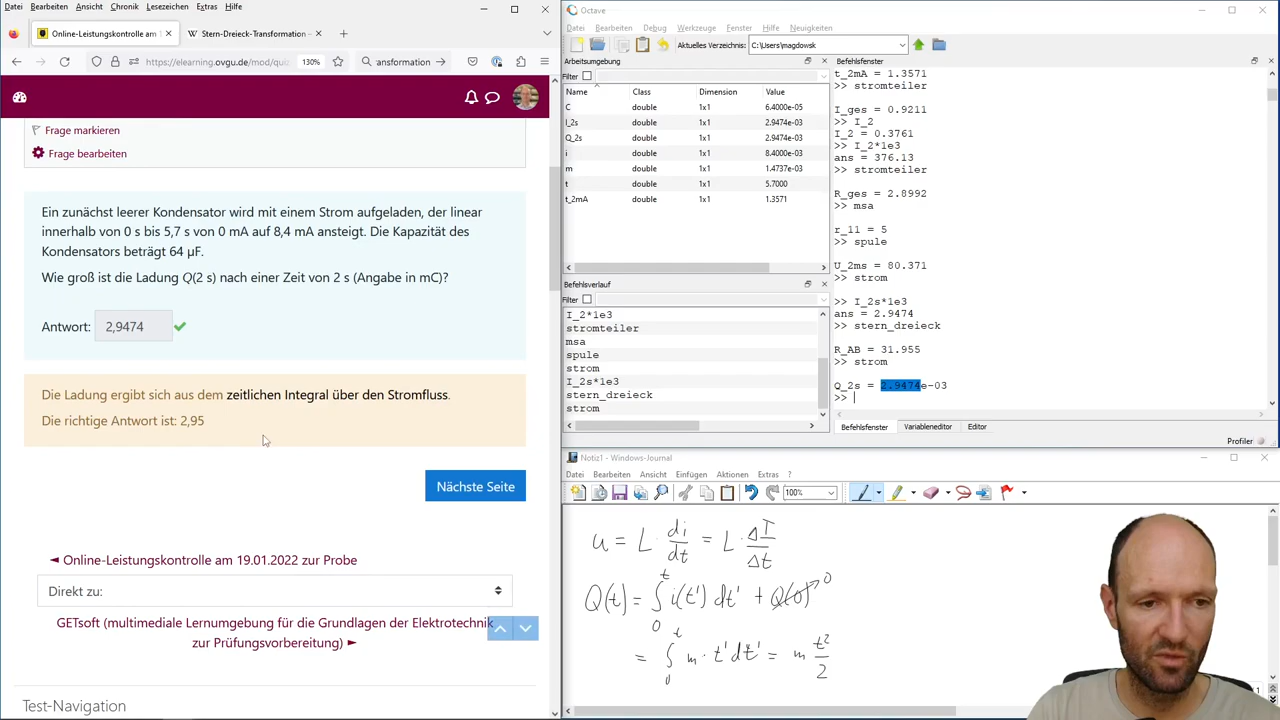 Datei Bearbeiten Ansicht Chronik Lesezeichen Extras Hilfe
Online-Leistungskontrolle am
Stern-Dreieck-Transformation –
https://elearning.ovgu.de/mod/quiz
130%
ansformation
Frage markieren
Frage bearbeiten
Ein zunächst leerer Kondensator wird mit einem Strom aufgeladen, der linear
innerhalb von 0 s bis 5,7 s von 0 mA auf 8,4 mA ansteigt. Die Kapazität des
Kondensators beträgt 64 µF.
Wie groß ist die Ladung Q(2 s) nach einer Zeit von 2 s (Angabe in mC)?
Antwort: 2,9474
Die Ladung ergibt sich aus dem zeitlichen Integral über den Stromfluss.
Die richtige Antwort ist: 2,95
Nächste Seite
◄ Online-Leistungskontrolle am 19.01.2022 zur Probe
Direkt zu:
GETsoft (multimediale Lernumgebung für die Grundlagen der Elektrotechnik
zur Prüfungsvorbereitung) ►
Test-Navigation
Octave
Datei Bearbeiten Debug Werkzeuge Fenster Hilfe Neuigkeiten
Aktuelles Verzeichnis: C:\Users\magdowsk
Arbeitsumgebung
Filter
Name Class Dimension Value
C double 1x1 6.4000e-05
I_2s double 1x1 2.9474e-03
Q_2s double 1x1 2.9474e-03
i double 1x1 8.4000e-03
m double 1x1 1.4737e-03
t double 1x1 5.7000
t_2mA double 1x1 1.3571
Befehlsverlauf
Filter
I_2*1e3
stromteiler
msa
spule
strom
I_2s*1e3
stern_dreieck
strom
Befehlsfenster
t_2mA = 1.3571
>> stromteiler
I_ges = 0.9211
>> I_2
I_2 = 0.3761
>> I_2*1e3
ans = 376.13
>> stromteiler
R_ges = 2.8992
>> msa
r_11 = 5
>> spule
U_2ms = 80.371
>> strom
>> I_2s*1e3
ans = 2.9474
>> stern_dreieck
R_AB = 31.955
>> strom
Q_2s = 2.9474e-03
>>
Befehlsfenster Variableneditor Editor
Profiler
Notiz1 - Windows-Journal
Datei Bearbeiten Ansicht Einfügen Aktionen Extras ?
100%
u = L · di/dt = L · ΔI/Δt
Q(t) = ∫₀ᵗ i(t') dt' + Q(0) 0
= ∫₀ᵗ m · t' dt' = m t²/2
1